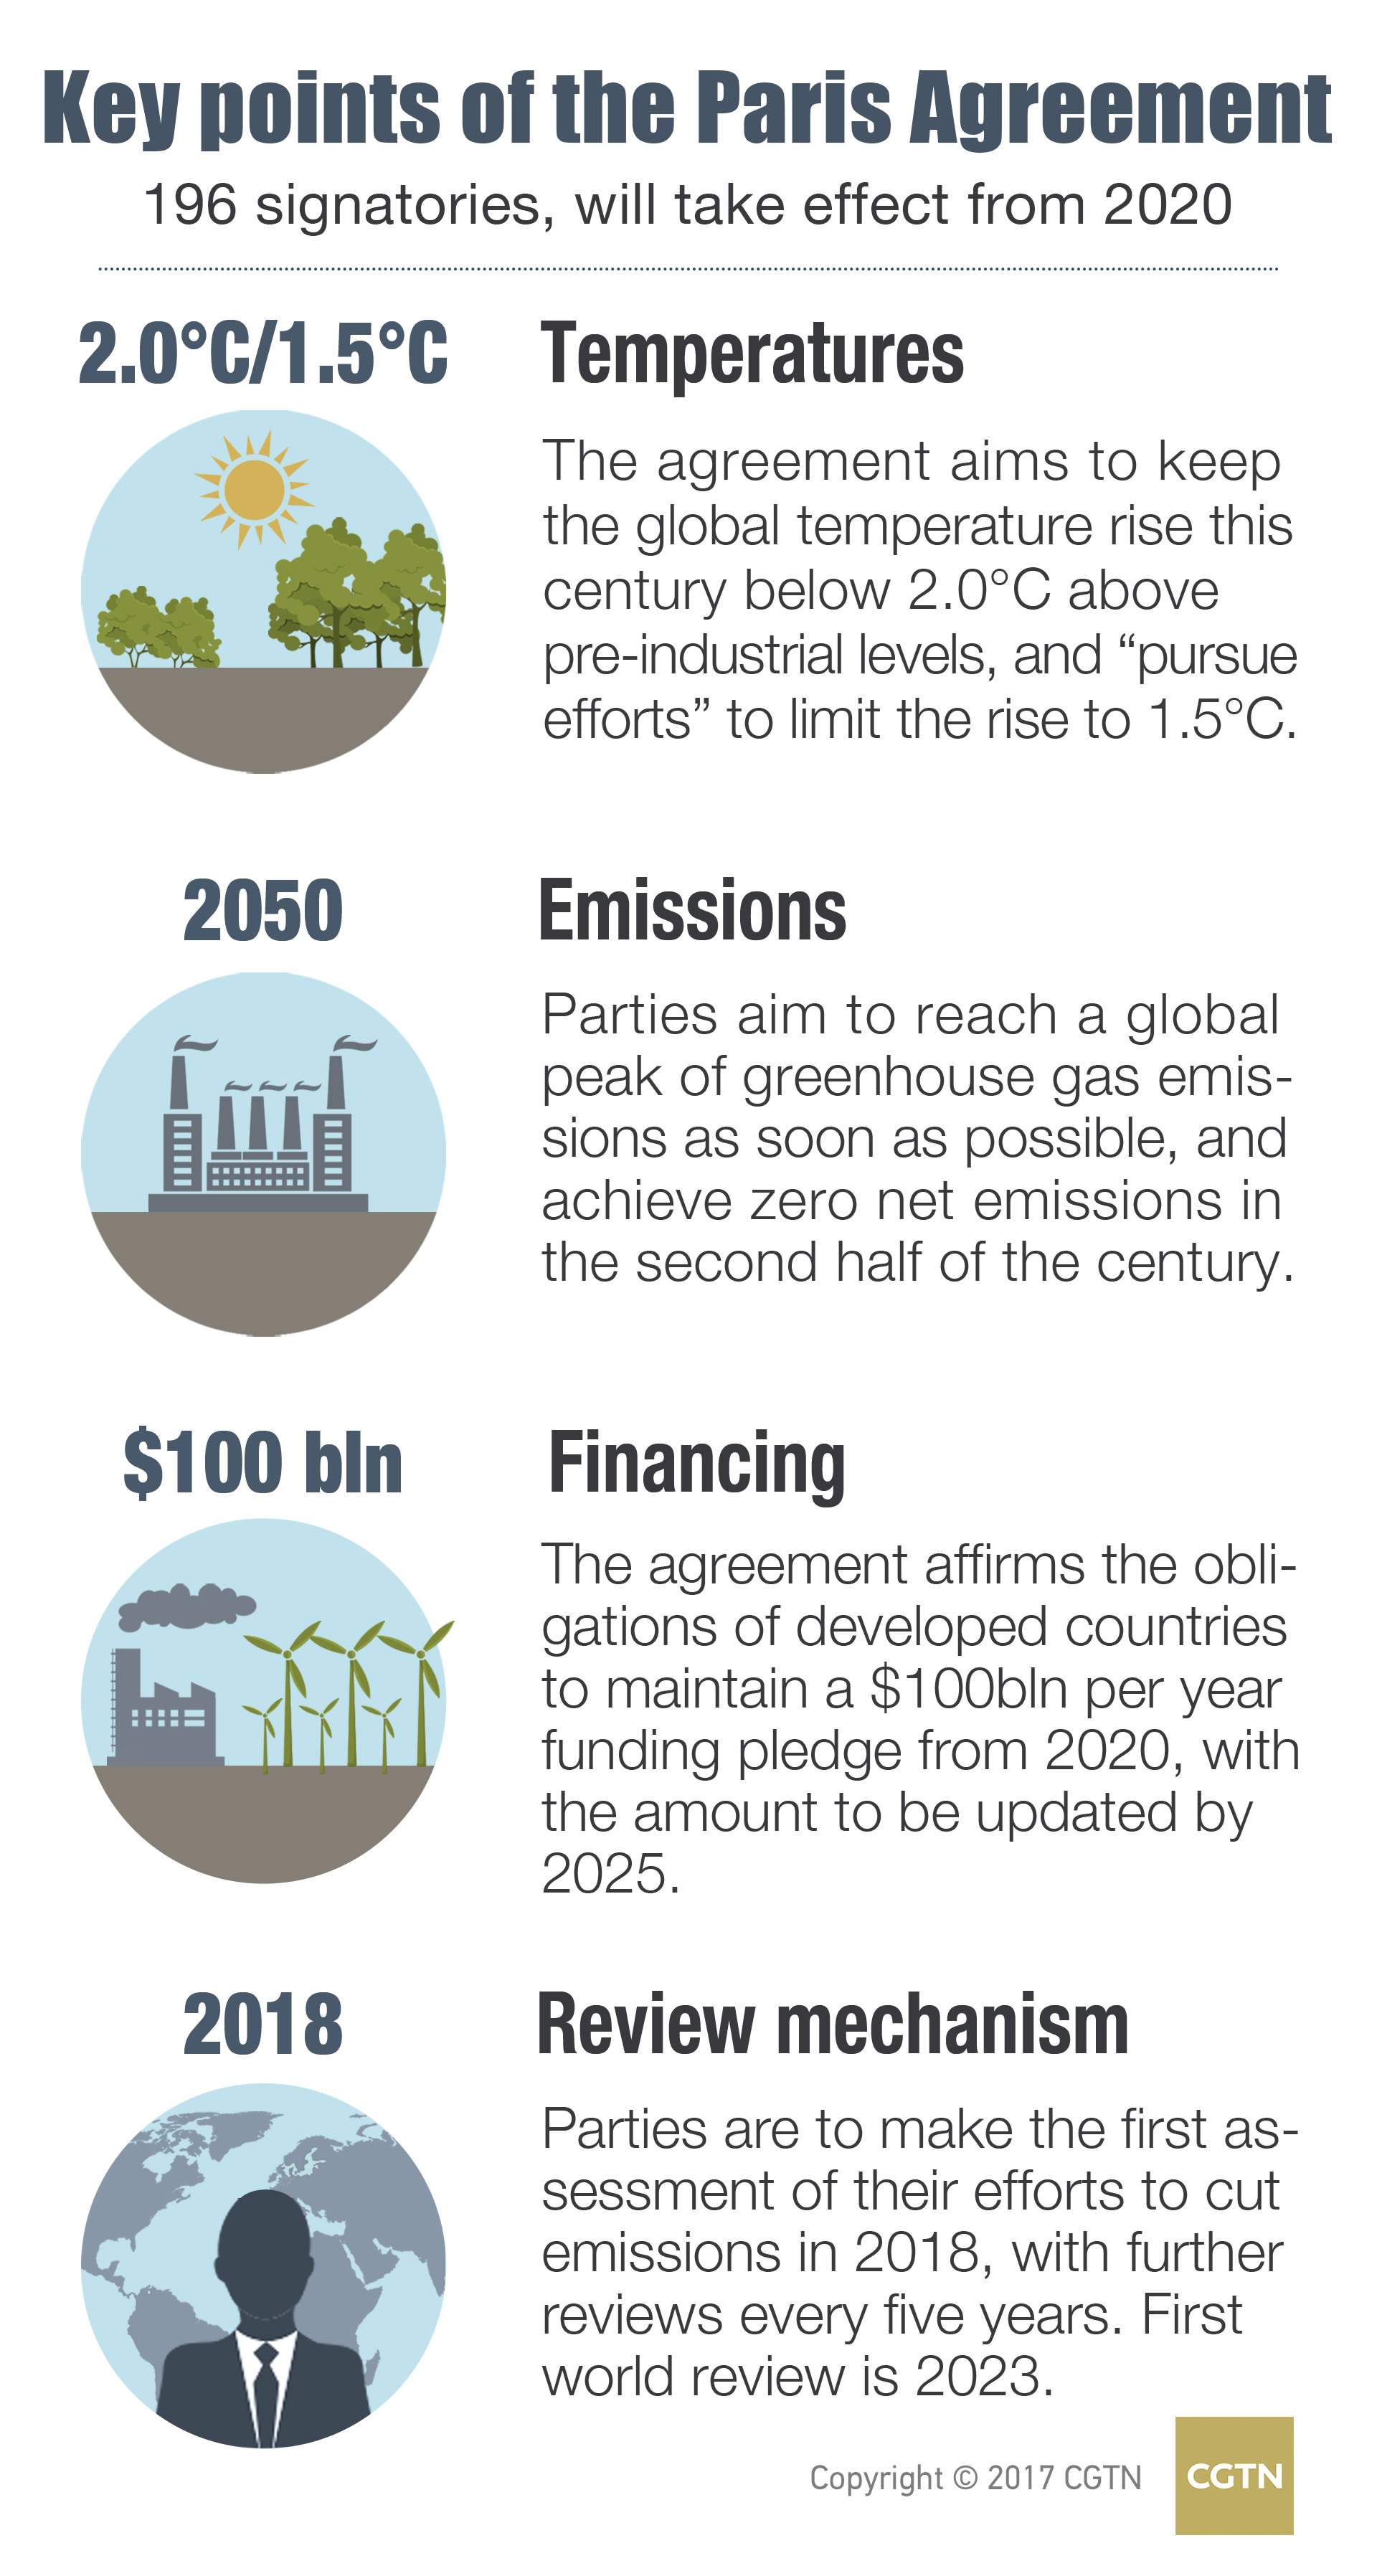 Key points of the Paris Agreement
196 signatories, will take effect from 2020
2.0°C/1.5°C
Temperatures
The agreement aims to keep
the global temperature rise this
century below 2.0°C above
pre-industrial levels, and “pursue
efforts” to limit the rise to 1.5°C.
2050
Emissions
Parties aim to reach a global
peak of greenhouse gas emis-
sions as soon as possible, and
achieve zero net emissions in
the second half of the century.
$100 bln
Financing
The agreement affirms the obli-
gations of developed countries
to maintain a $100bln per year
funding pledge from 2020, with
the amount to be updated by
2025.
2018
Review mechanism
Parties are to make the first as-
sessment of their efforts to cut
emissions in 2018, with further
reviews every five years. First
world review is 2023.
Copyright © 2017 CGTN
CGTN